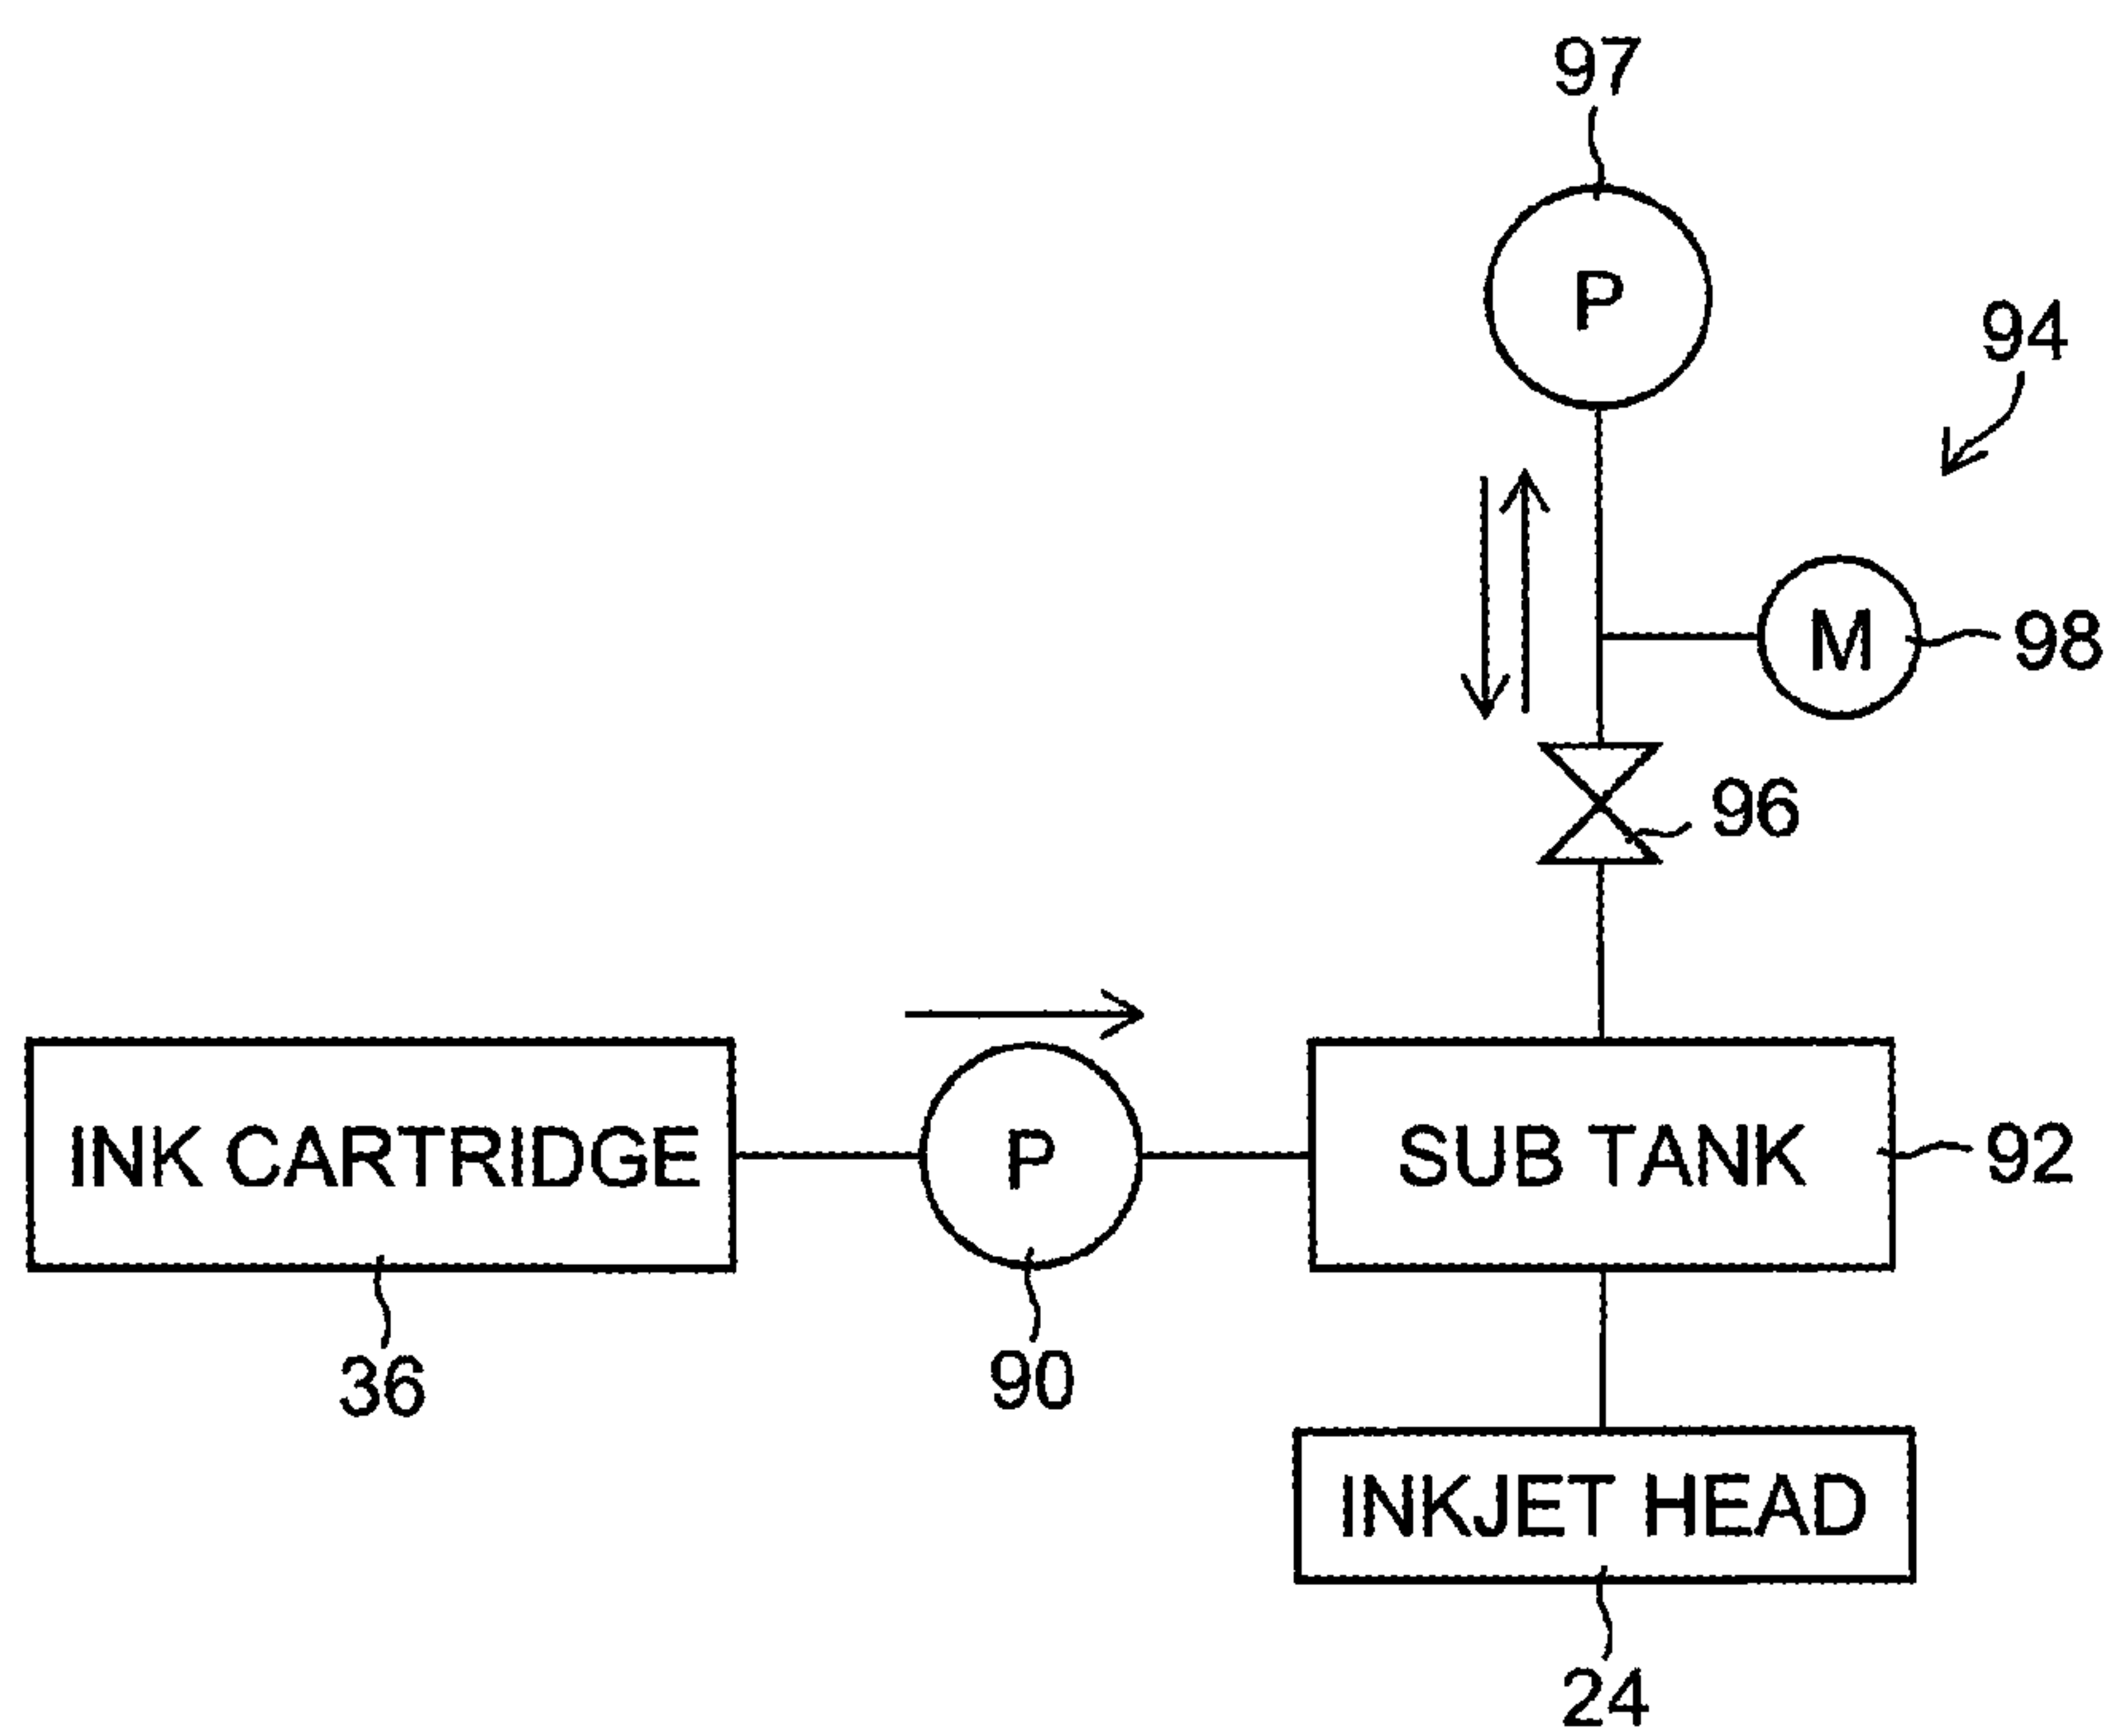 97
P
94
M
98
96
INK CARTRIDGE
P
SUB TANK
92
36
90
INKJET HEAD
24